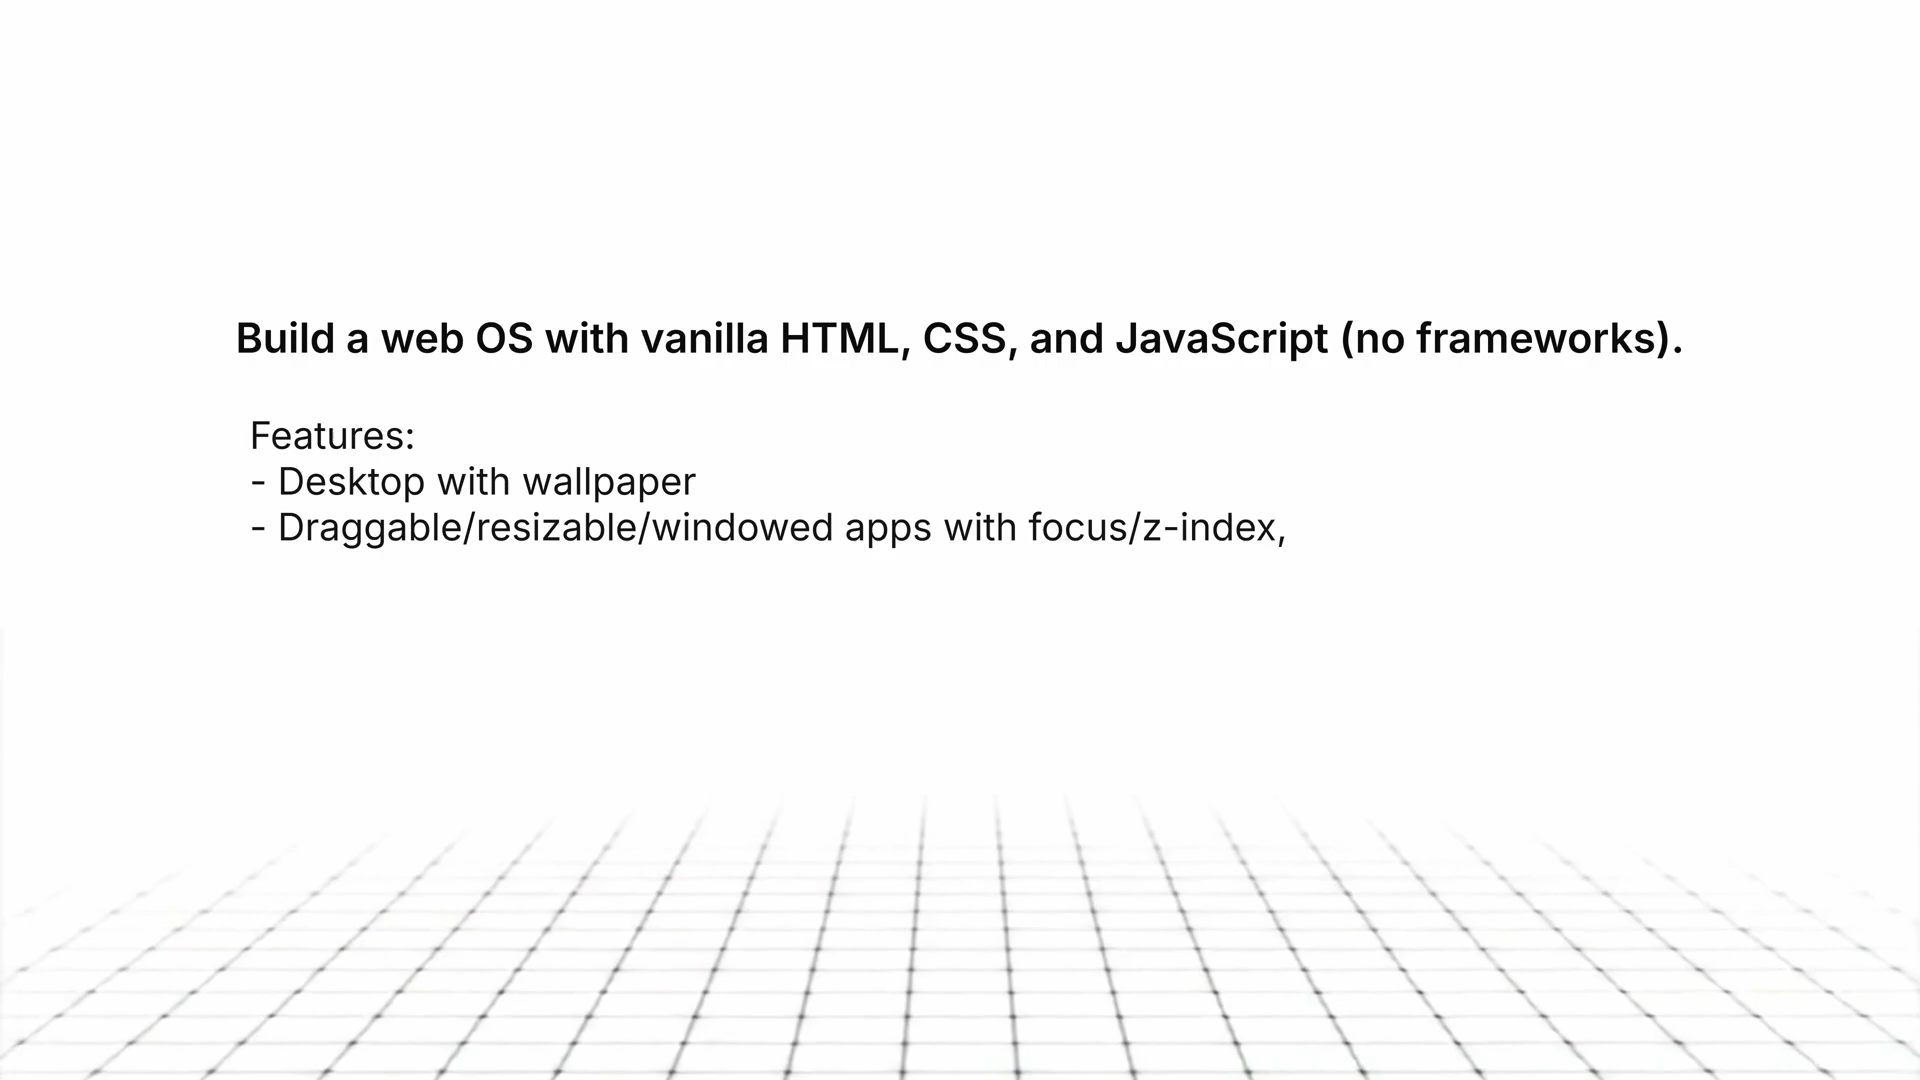 Build a web OS with vanilla HTML, CSS, and JavaScript (no frameworks).
Features:
- Desktop with wallpaper
- Draggable/resizable/windowed apps with focus/z-index,